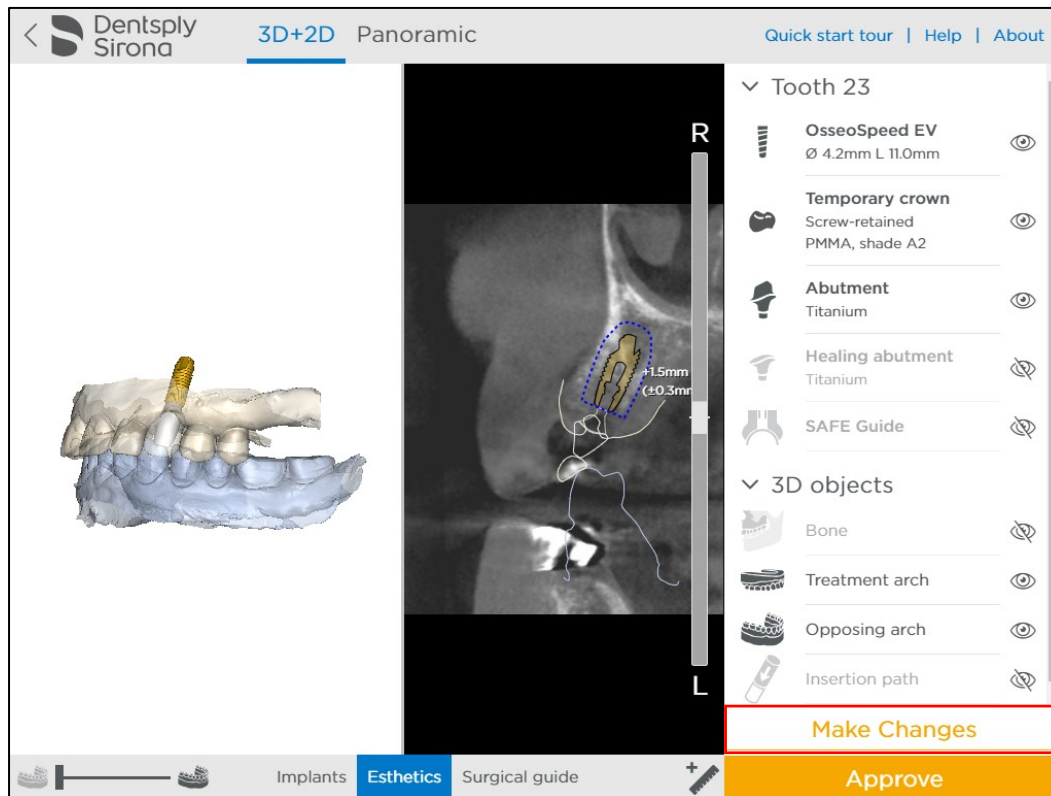 Dentsply
Sirona
3D+2D Panoramic
Quick start tour | Help | About
R
+1.5mm
(±0.3mm
L
Tooth 23
OsseoSpeed EV
Ø 4.2mm L 11.0mm
Temporary crown
Screw-retained
PMMA, shade A2
Abutment
Titanium
Healing abutment
Titanium
SAFE Guide
3D objects
Bone
Treatment arch
Opposing arch
Insertion path
Make Changes
Implants Esthetics Surgical guide
Approve